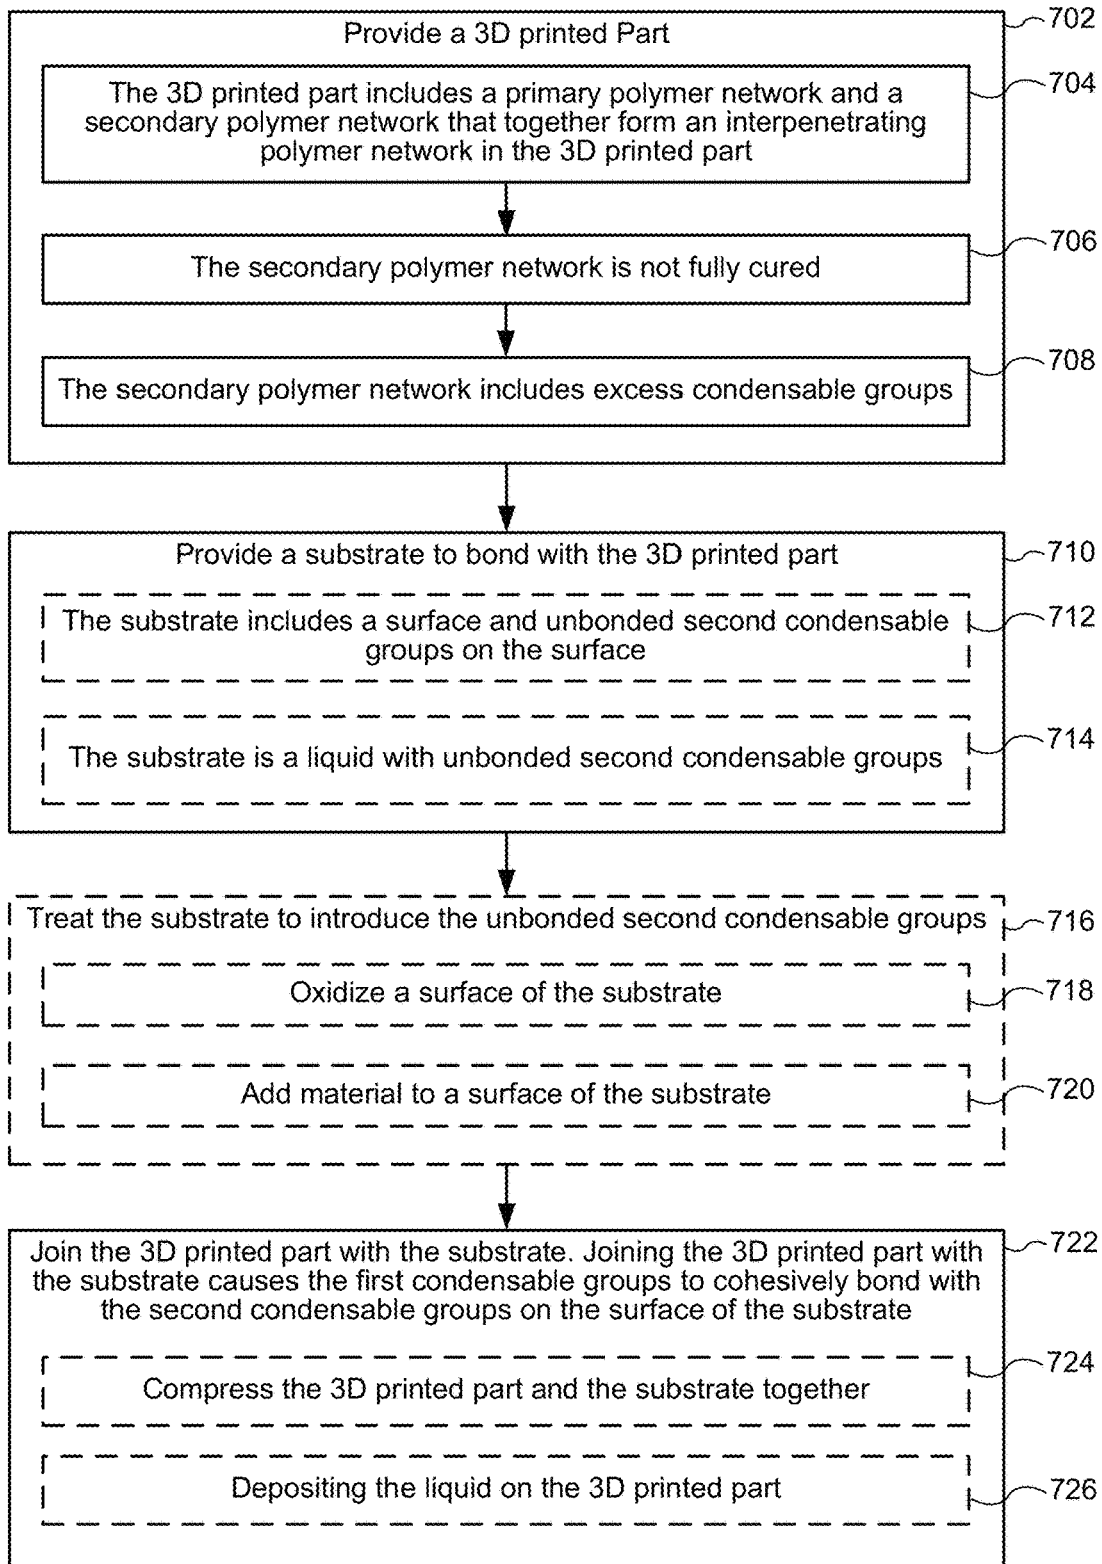 Provide a 3D printed Part
702
The 3D printed part includes a primary polymer network and a
secondary polymer network that together form an interpenetrating
polymer network in the 3D printed part
704
The secondary polymer network is not fully cured
706
The secondary polymer network includes excess condensable groups
708
Provide a substrate to bond with the 3D printed part
710
The substrate includes a surface and unbonded second condensable
groups on the surface
712
The substrate is a liquid with unbonded second condensable groups
714
Treat the substrate to introduce the unbonded second condensable groups
716
Oxidize a surface of the substrate
718
Add material to a surface of the substrate
720
Join the 3D printed part with the substrate. Joining the 3D printed part with
the substrate causes the first condensable groups to cohesively bond with
the second condensable groups on the surface of the substrate
722
Compress the 3D printed part and the substrate together
724
Depositing the liquid on the 3D printed part
726